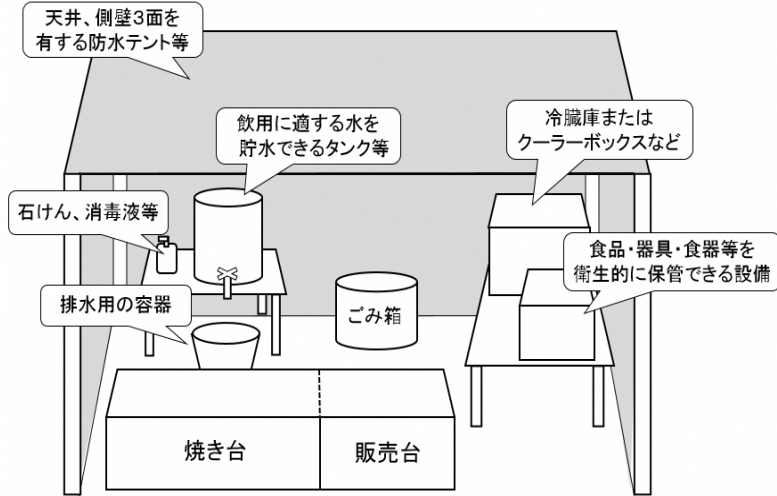 天井、側壁3面を
有する防水テント等
飲用に適する水を
貯水できるタンク等
冷臓庫または
クーラーボックスなど
石けん、消毒液等
食品・器具・食器等を
衛生的に保管できる設備
排水用の容器
ごみ箱
焼き台
販売台